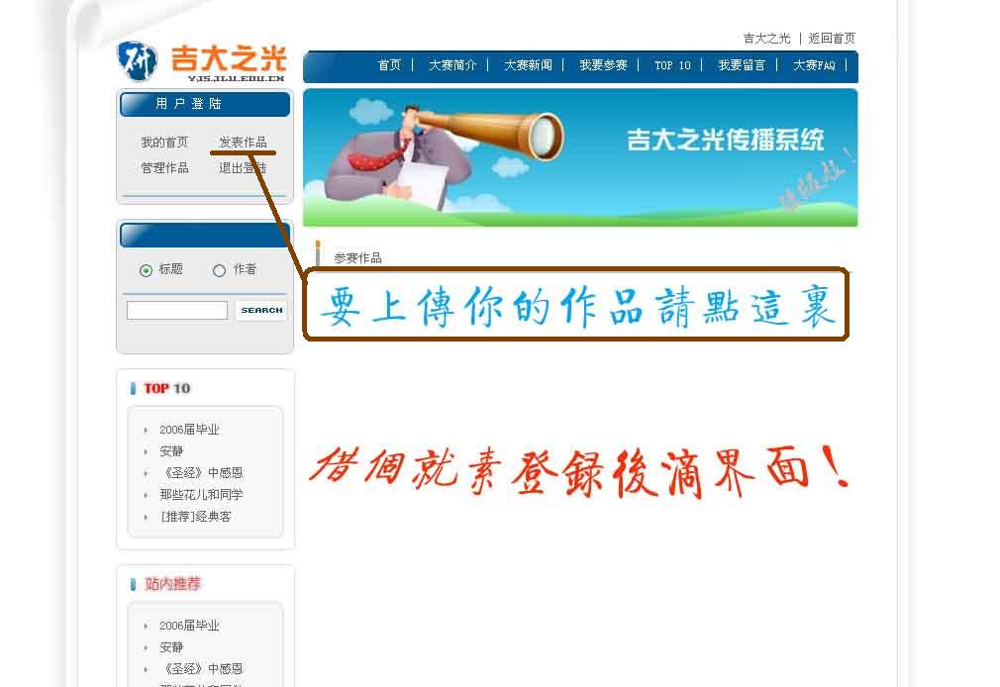 吉大之光 | 返回首页
研 吉大之光
YJS.JLU.EDU.CN
首页 | 大赛简介 | 大赛新闻 | 我要参赛 | TOP 10 | 我要留言 | 大赛FAQ |
用户登陆
我的首页 发表作品
管理作品 退出登陆
吉大之光传播系统
参赛作品
标题 作者
SEARCH
要上傳你的作品請點這裏
TOP 10
2006届毕业
安静
《圣经》中感恩
那些花儿和同学
[推荐]经典客
借個就素登録後滴界面！
站内推荐
2006届毕业
安静
《圣经》中感恩